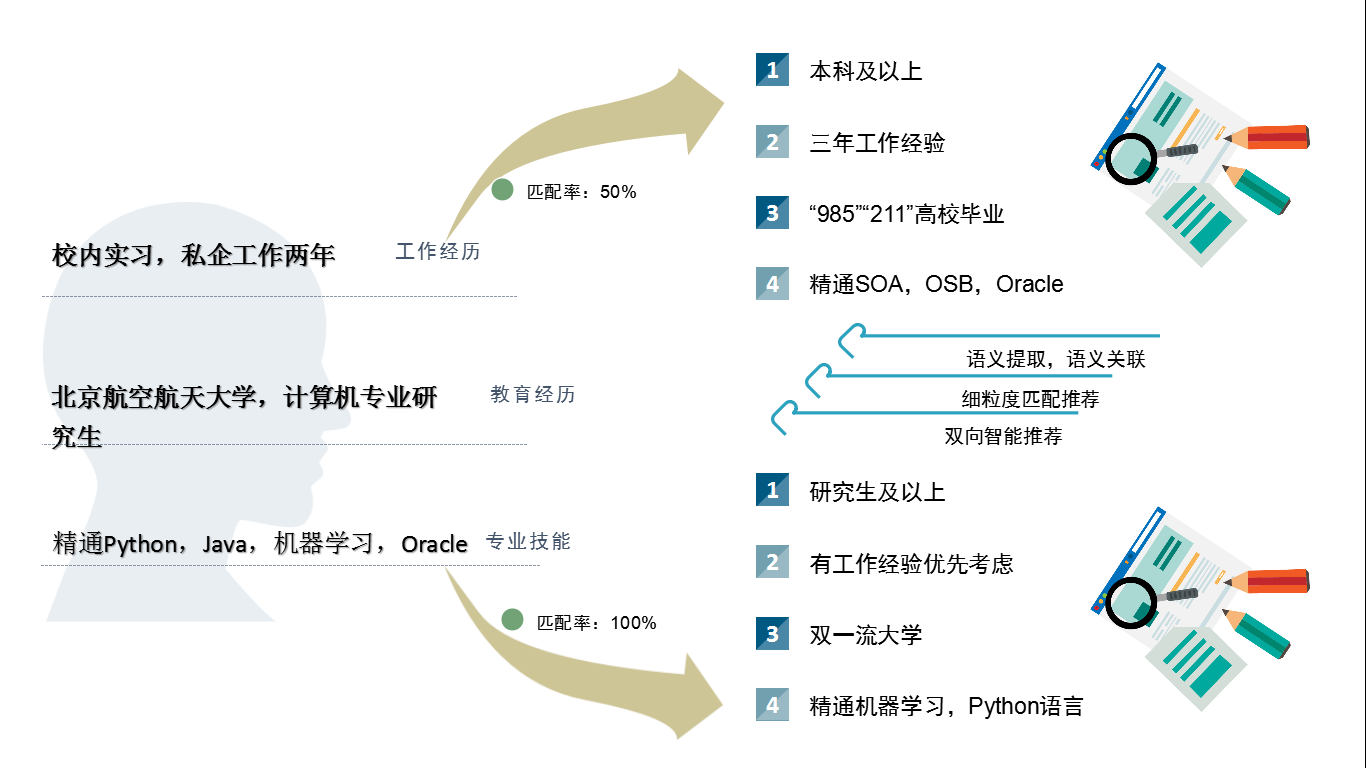 校内实习，私企工作两年
工作经历
北京航空航天大学，计算机专业研
究生
教育经历
精通Python，Java，机器学习，Oracle
专业技能
匹配率：50%
匹配率：100%
1 本科及以上
2 三年工作经验
3 “985”“211”高校毕业
4 精通SOA，OSB，Oracle
语义提取，语义关联
细粒度匹配推荐
双向智能推荐
1 研究生及以上
2 有工作经验优先考虑
3 双一流大学
4 精通机器学习，Python语言